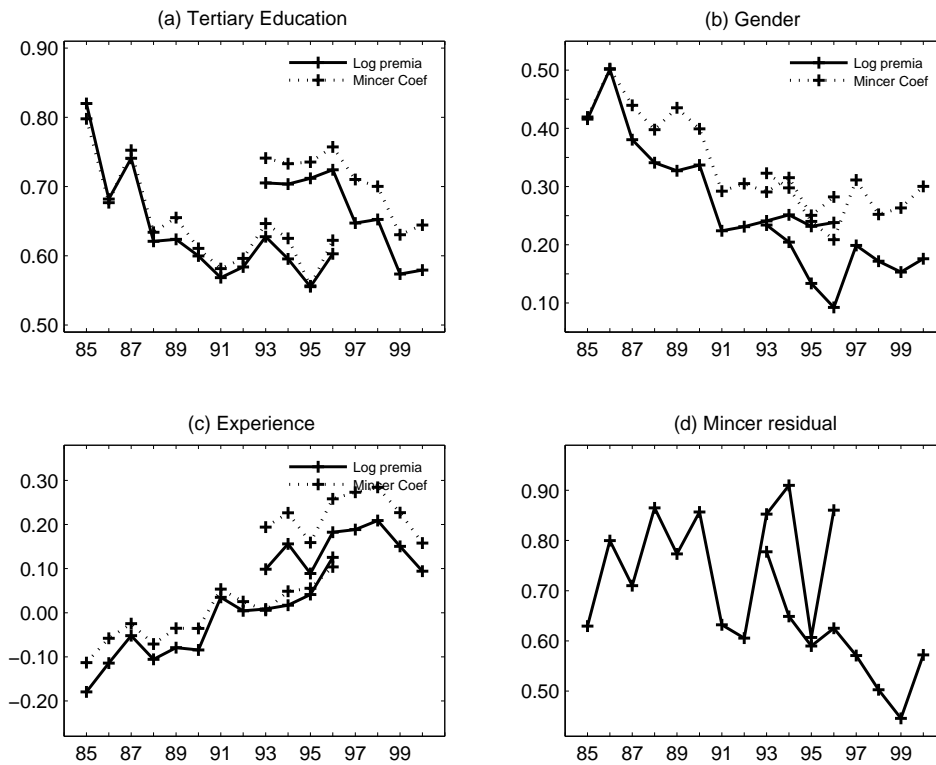 (a) Tertiary Education
0.90
0.80
0.70
0.60
0.50
85 87 89 91 93 95 97 99
Log premia
Mincer Coef
(b) Gender
0.50
0.40
0.30
0.20
0.10
85 87 89 91 93 95 97 99
Log premia
Mincer Coef
(c) Experience
0.30
0.20
0.10
0.00
−0.10
−0.20
85 87 89 91 93 95 97 99
Log premia
Mincer Coef
(d) Mincer residual
0.90
0.80
0.70
0.60
0.50
85 87 89 91 93 95 97 99